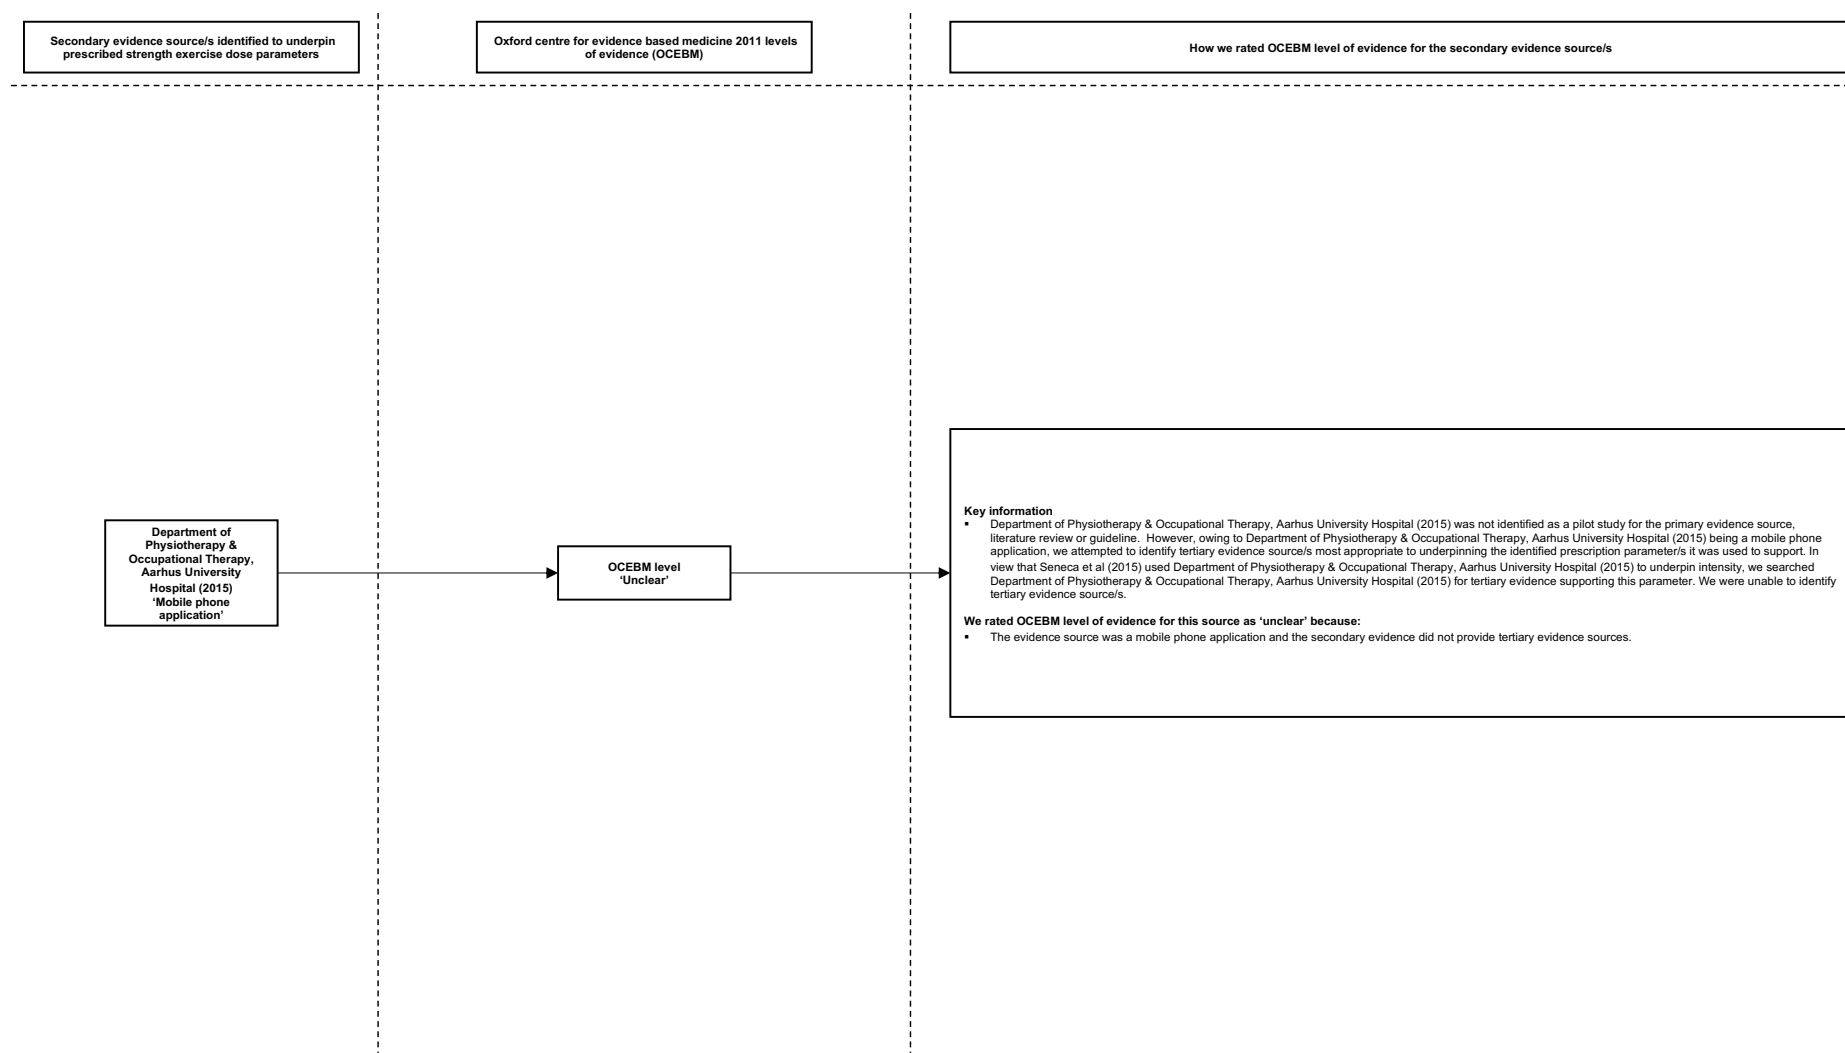 Secondary evidence source/s identified to underpin
prescribed strength exercise dose parameters
Oxford centre for evidence based medicine 2011 levels
of evidence (OCEBM)
How we rated OCEBM level of evidence for the secondary evidence source/s
Department of
Physiotherapy &
Occupational Therapy,
Aarhus University
Hospital (2015)
‘Mobile phone
application’
OCEBM level
‘Unclear’
Key information
▪ Department of Physiotherapy & Occupational Therapy, Aarhus University Hospital (2015) was not identified as a pilot study for the primary evidence source,
literature review or guideline.  However, owing to Department of Physiotherapy & Occupational Therapy, Aarhus University Hospital (2015) being a mobile phone
application, we attempted to identify tertiary evidence source/s most appropriate to underpinning the identified prescription parameter/s it was used to support. In
view that Seneca et al (2015) used Department of Physiotherapy & Occupational Therapy, Aarhus University Hospital (2015) to underpin intensity, we searched
Department of Physiotherapy & Occupational Therapy, Aarhus University Hospital (2015) for tertiary evidence supporting this parameter. We were unable to identify
tertiary evidence source/s.
We rated OCEBM level of evidence for this source as ‘unclear’ because:
▪ The evidence source was a mobile phone application and the secondary evidence did not provide tertiary evidence sources.